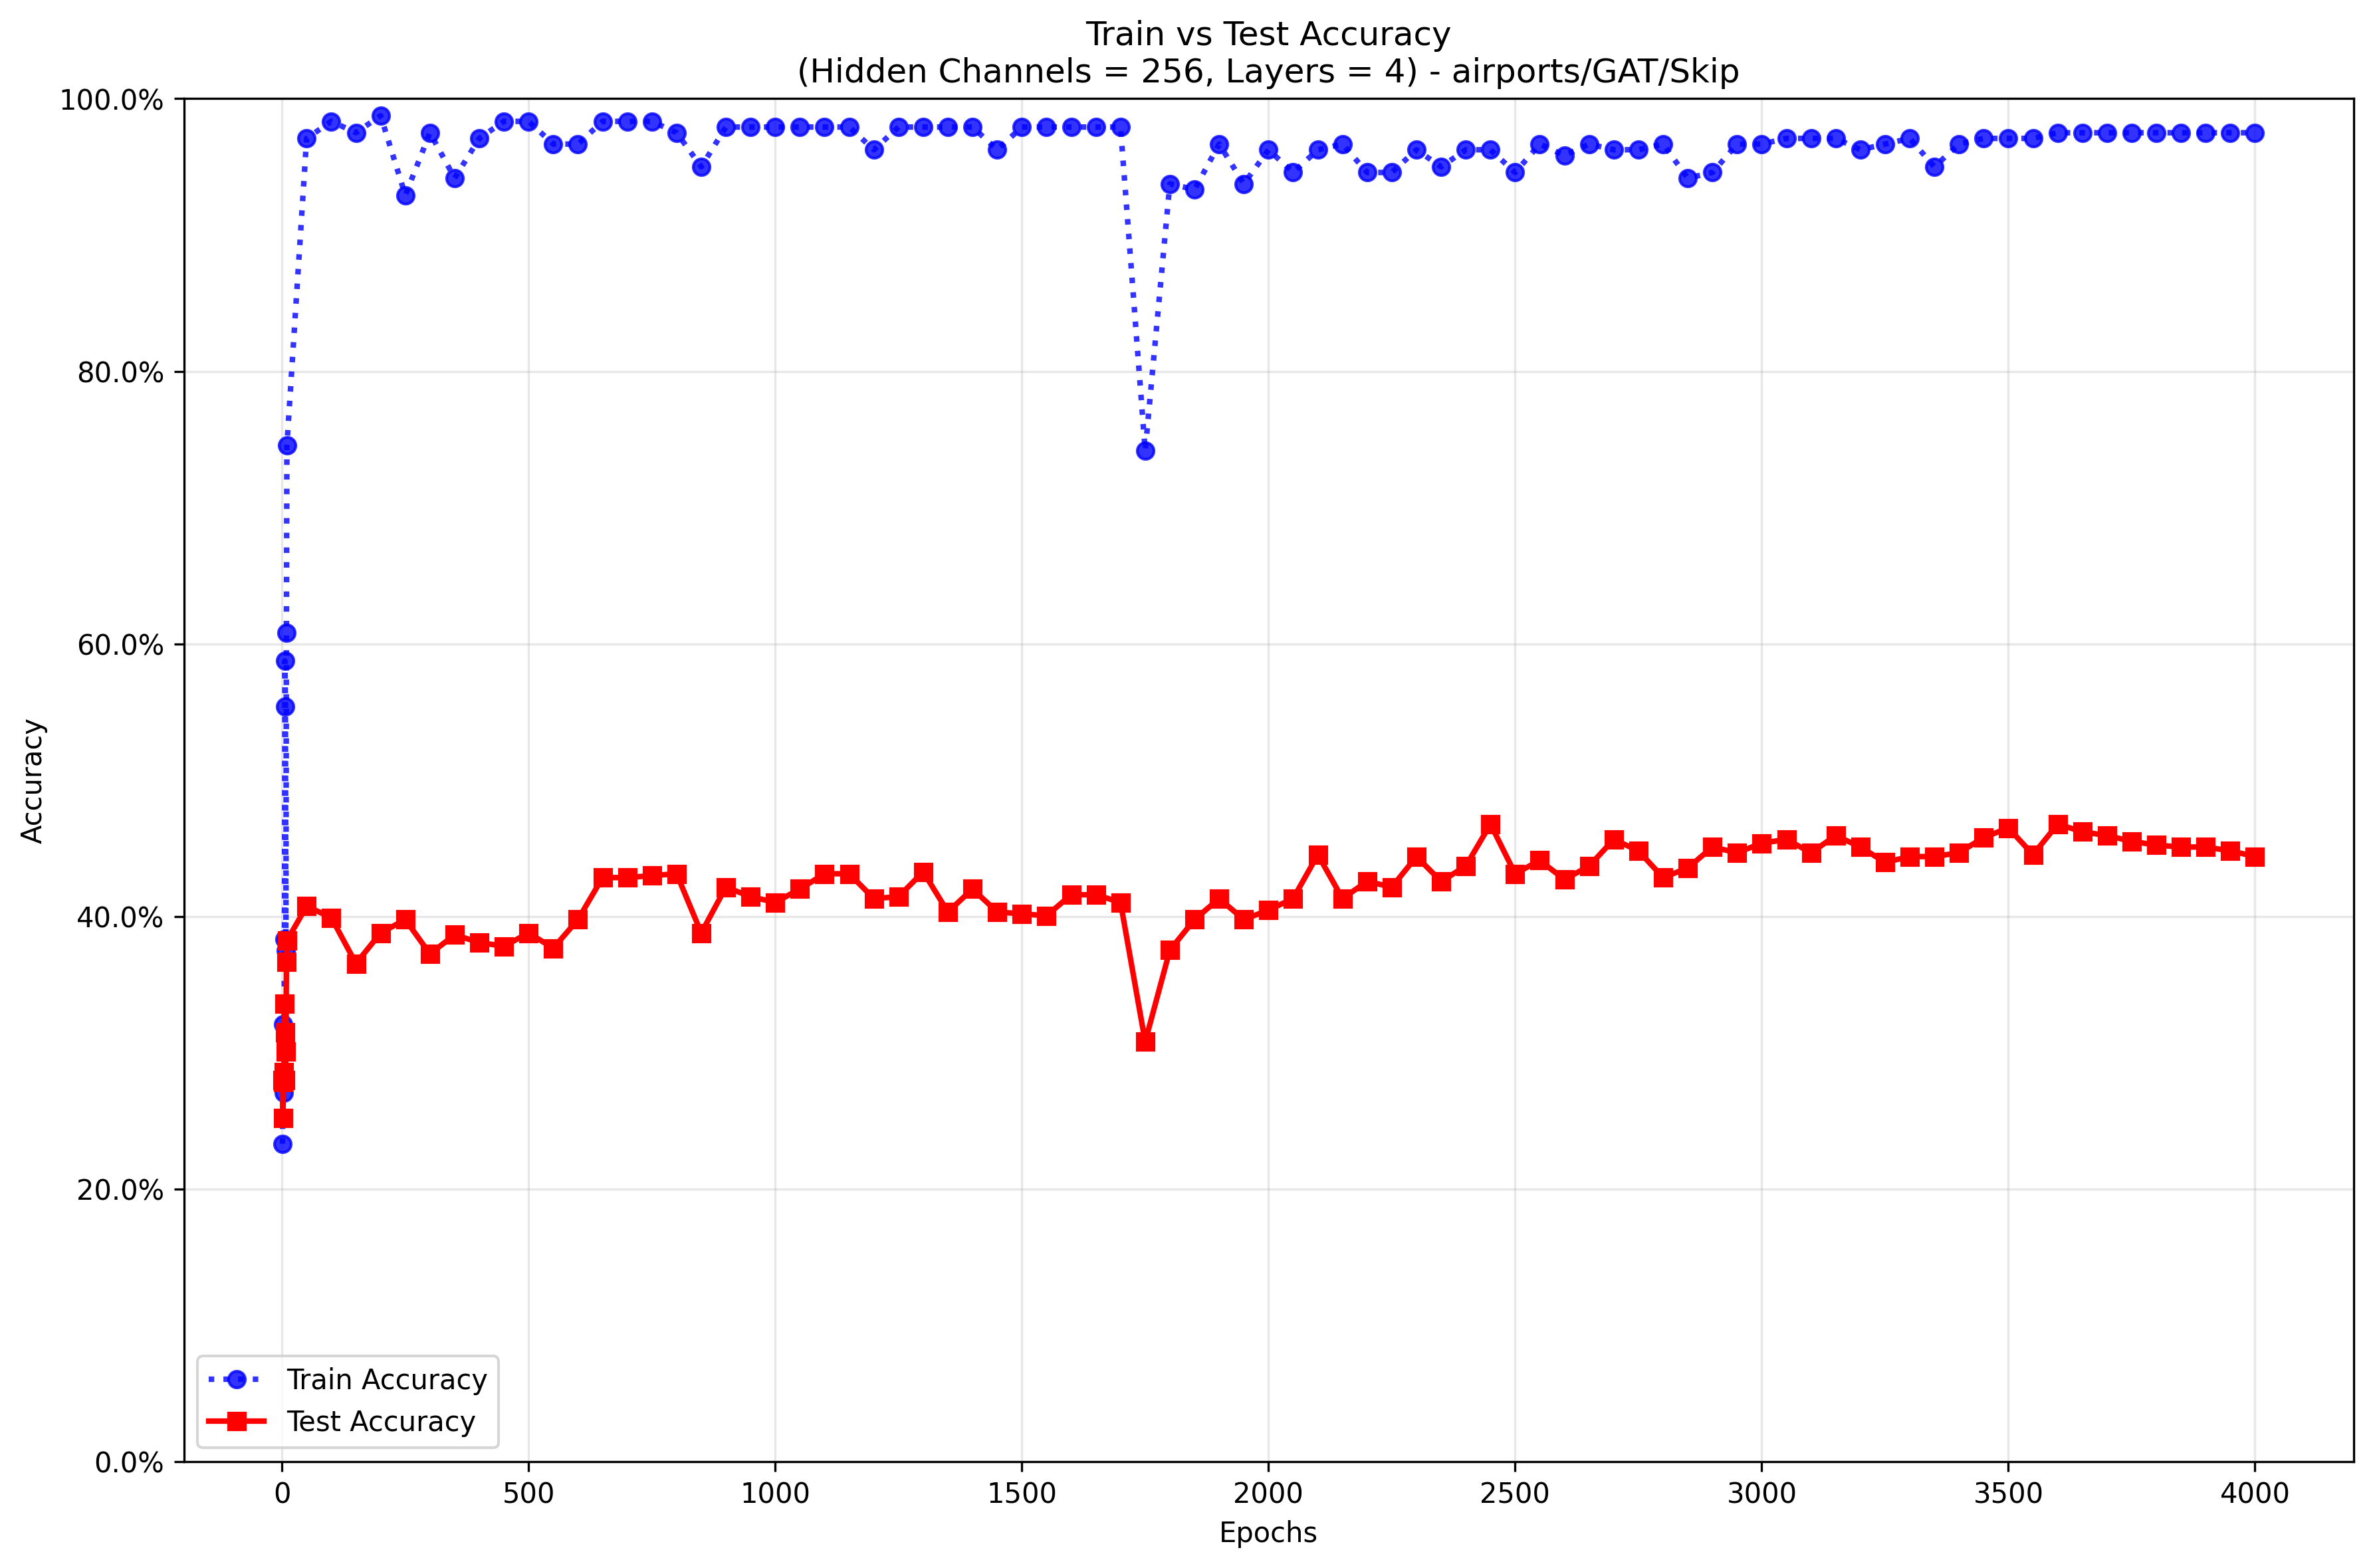 Train vs Test Accuracy
(Hidden Channels = 256, Layers = 4) - airports/GAT/Skip
100.0%
80.0%
60.0%
40.0%
20.0%
0.0%
Accuracy
Train Accuracy
Test Accuracy
0 500 1000 1500 2000 2500 3000 3500 4000
Epochs